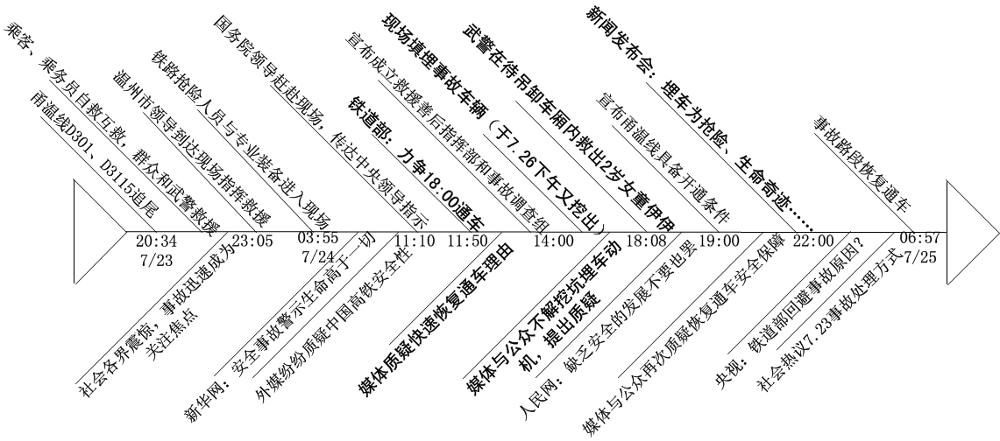 乘客、乘务员自救互救，群众和武警救援
甬温线D301、D3115追尾
温州市领导到达现场指挥救援
铁路抢险人员与专业装备进入现场
国务院领导赶赴现场，传达中央领导指示
铁道部：力争18:00通车
宣布成立救援善后指挥部和事故调查组
现场填埋事故车辆（于7.26下午又挖出）
武警在待吊卸车厢内救出2岁女童伊伊
宣布甬温线具备开通条件
新闻发布会：埋车为抢险、生命奇迹……
事故路段恢复通车
20:34
7/23
23:05
03:55
7/24
11:10
11:50
14:00
18:08
19:00
22:00
06:57
7/25
社会各界震惊，事故迅速成为
关注焦点
新华网：安全事故警示生命高于一切
外媒纷纷质疑中国高铁安全性
媒体质疑快速恢复通车理由
媒体与公众不解挖坑埋车动
机，提出质疑
人民网：缺乏安全的发展不要也罢
媒体与公众再次质疑恢复通车安全保障
央视：铁道部回避事故原因？
社会热议7.23事故处理方式